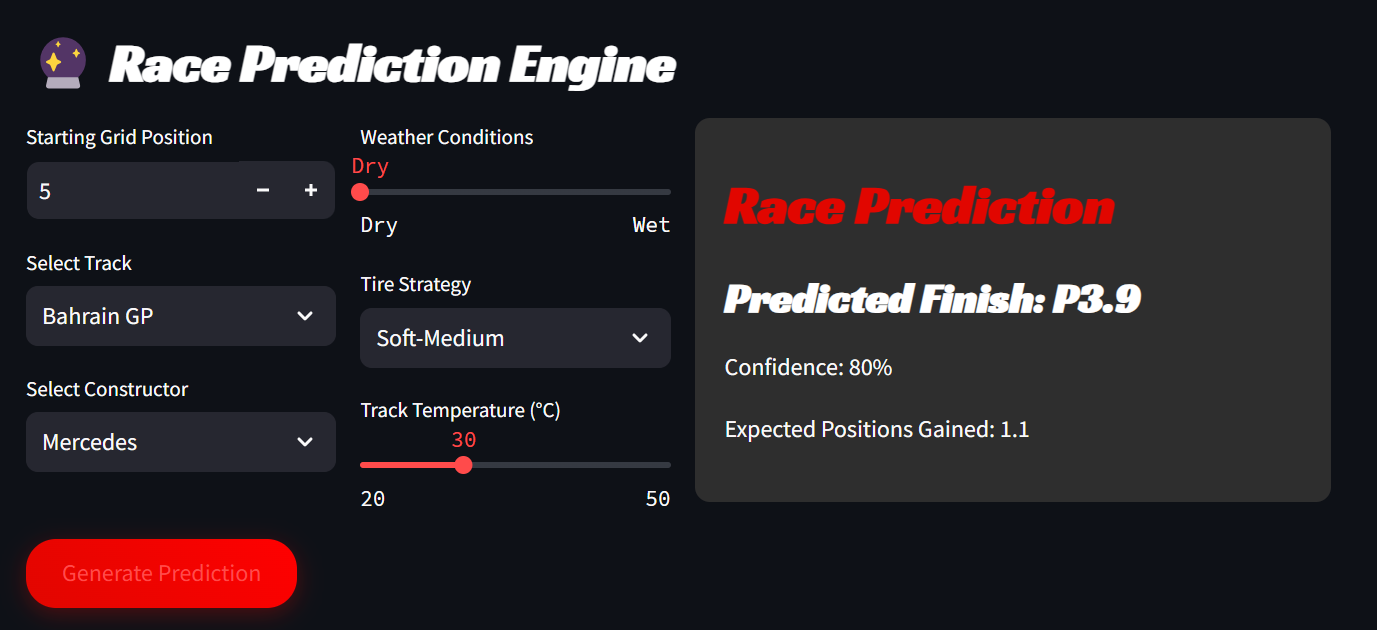 Race Prediction Engine
Starting Grid Position
5
Select Track
Bahrain GP
Select Constructor
Mercedes
Generate Prediction
Weather Conditions
Dry
Dry Wet
Tire Strategy
Soft-Medium
Track Temperature (°C)
30
20 50
Race Prediction
Predicted Finish: P3.9
Confidence: 80%
Expected Positions Gained: 1.1